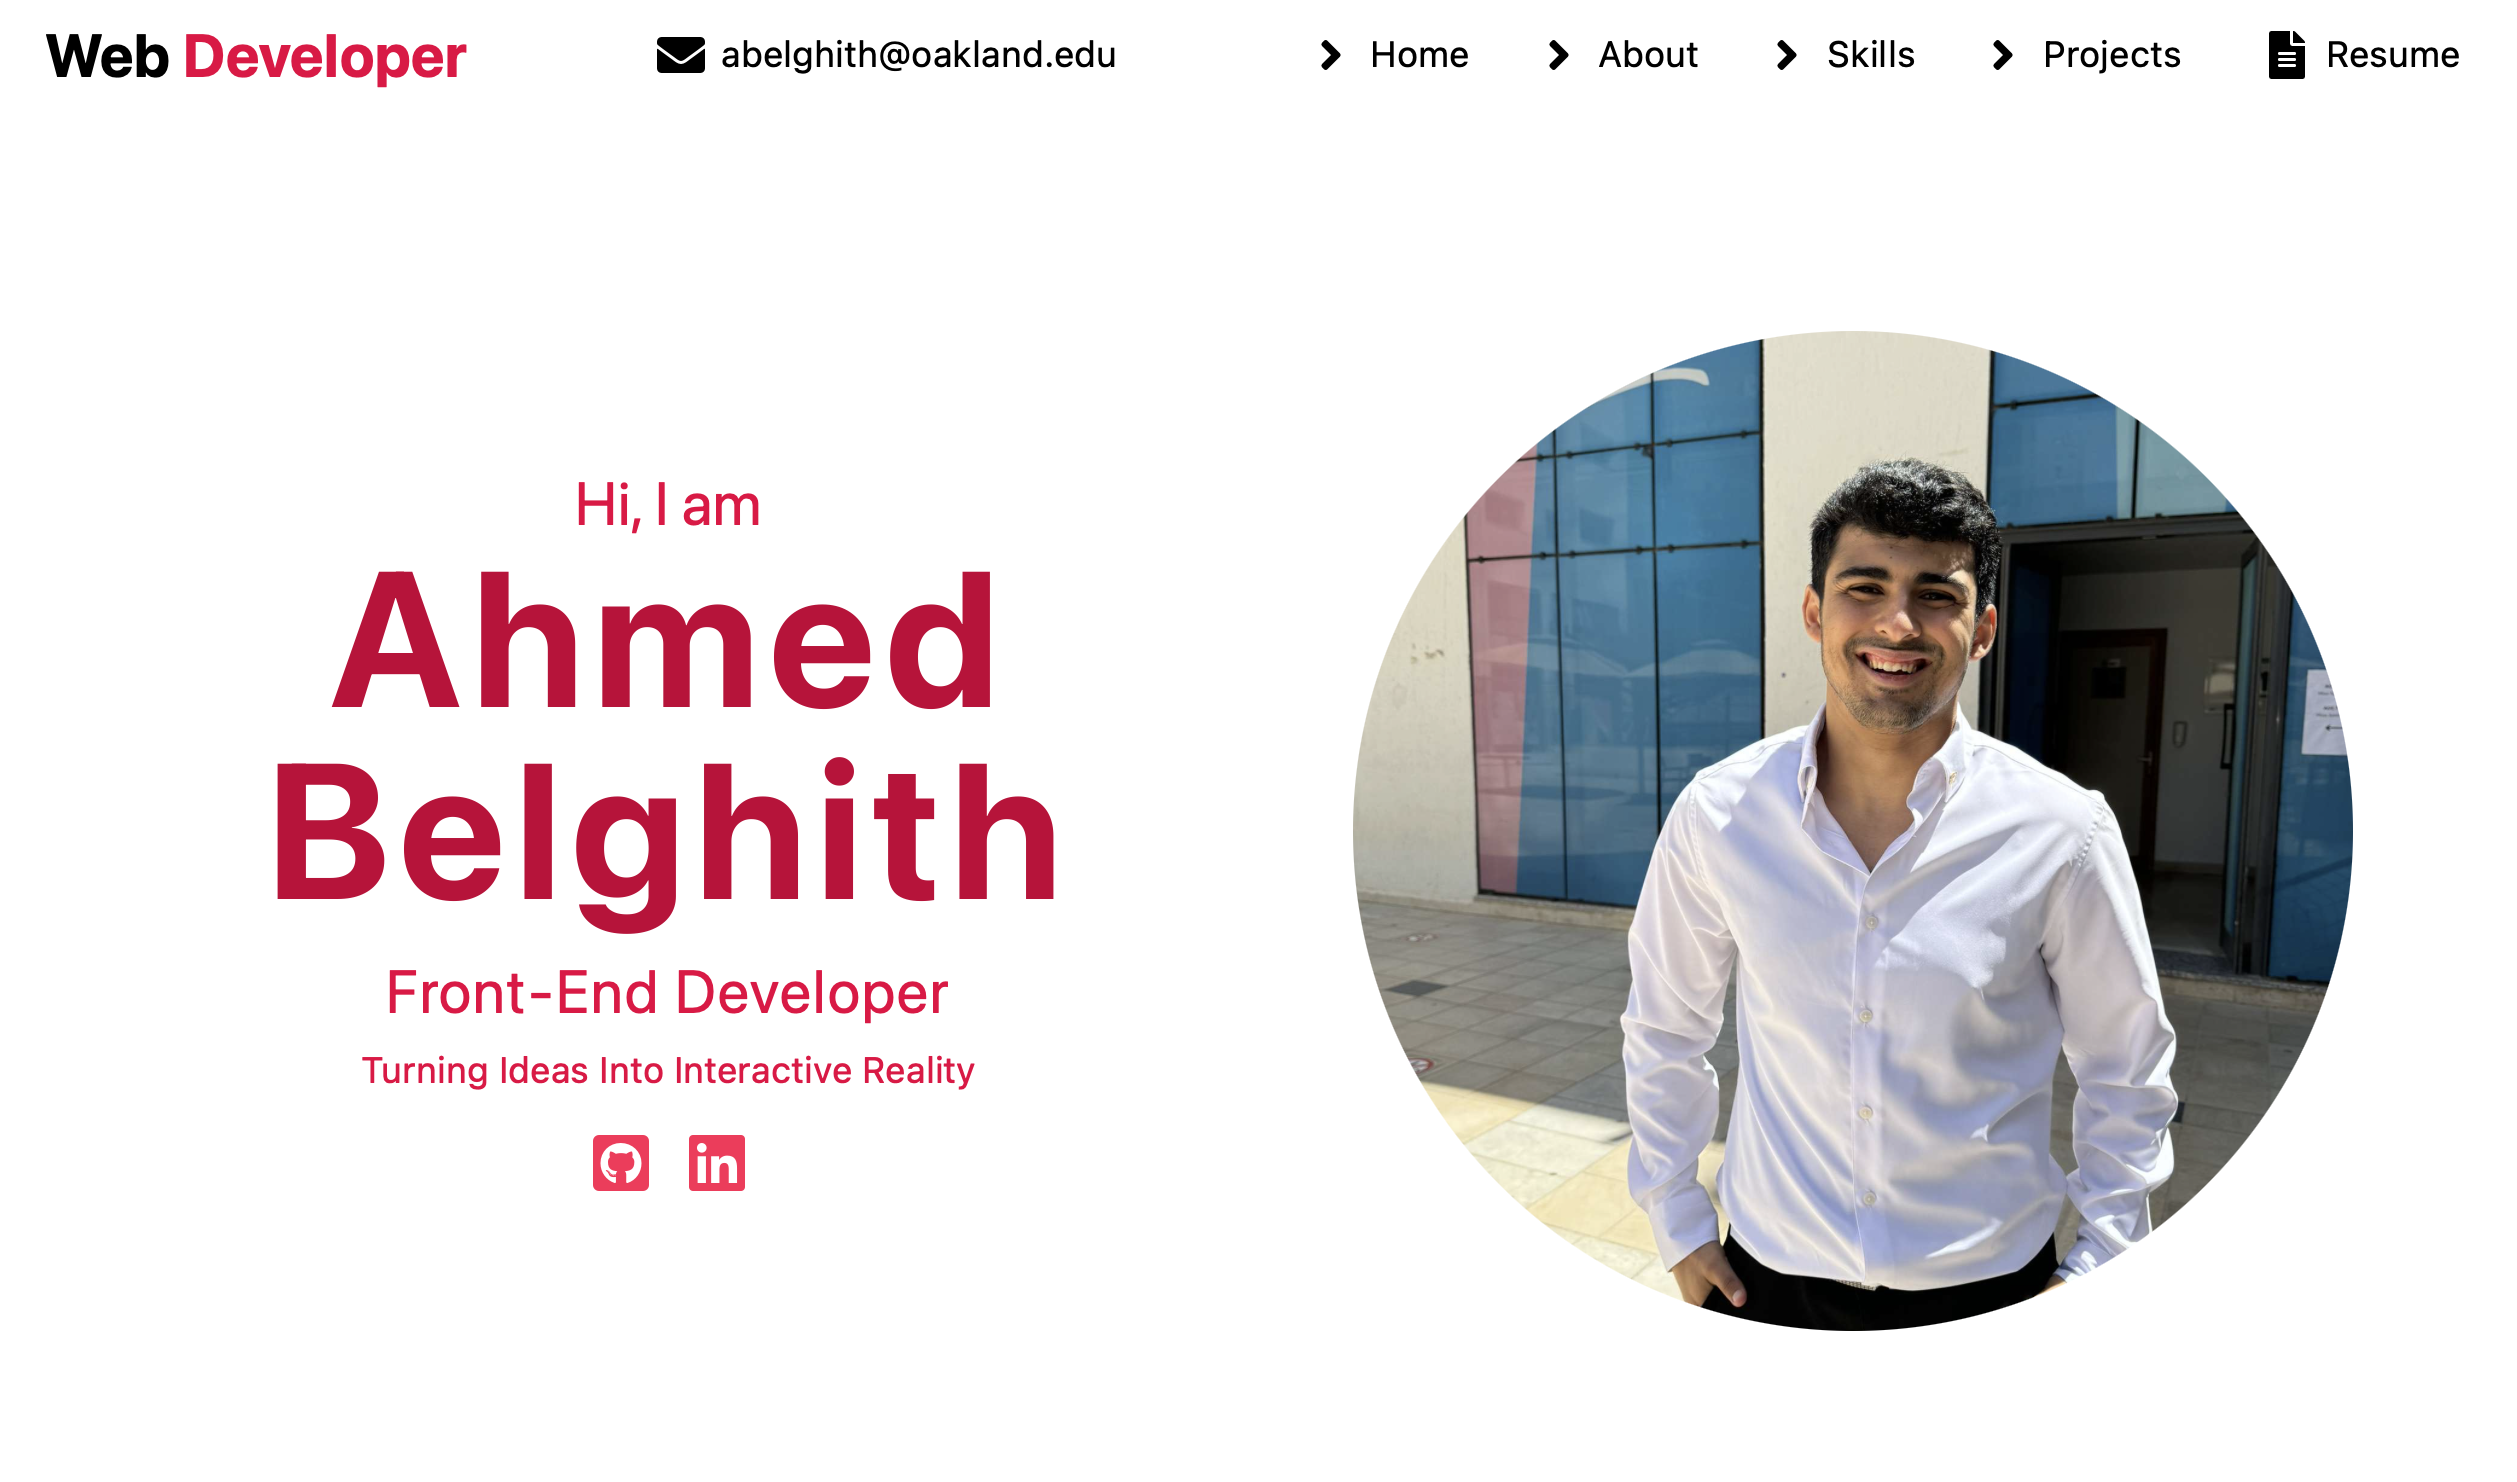 Web Developer
abelghith@oakland.edu
Home
About
Skills
Projects
Resume
Hi, I am
Ahmed
Belghith
Front-End Developer
Turning Ideas Into Interactive Reality
in